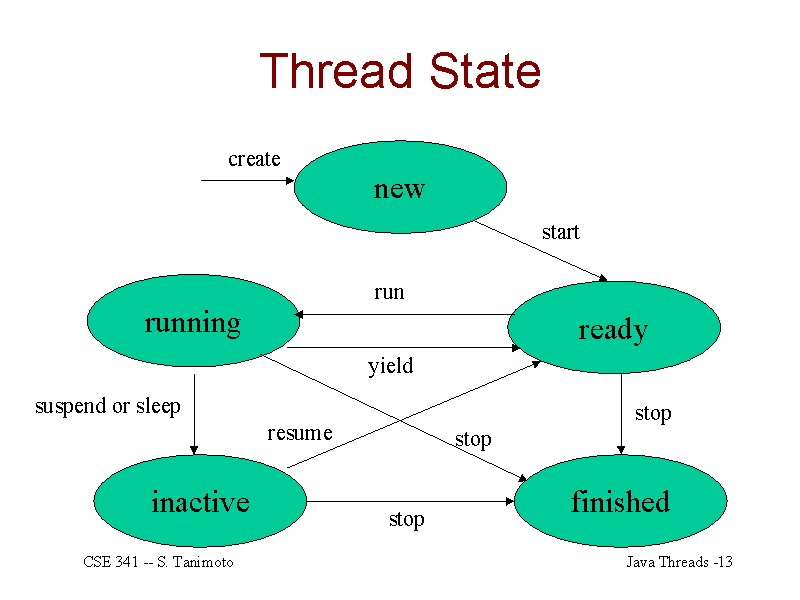 Thread State
create
new
start
run
running
ready
yield
suspend or sleep
stop
resume
stop
inactive
finished
stop
CSE 341 -- S. Tanimoto
Java Threads -13